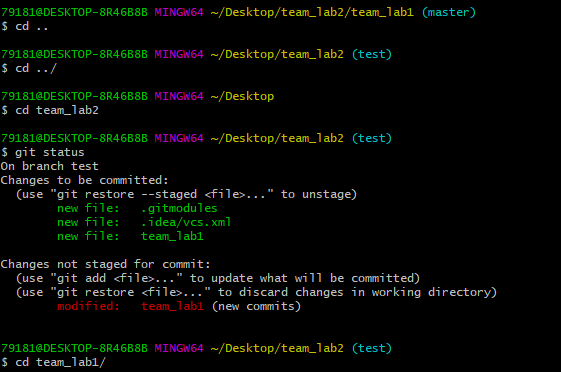 79181@DESKTOP-8R46B8B MINGW64 ~/Desktop/team_lab2/team_lab1 (master)
$ cd ..
79181@DESKTOP-8R46B8B MINGW64 ~/Desktop/team_lab2 (test)
$ cd ../
79181@DESKTOP-8R46B8B MINGW64 ~/Desktop
$ cd team_lab2
79181@DESKTOP-8R46B8B MINGW64 ~/Desktop/team_lab2 (test)
$ git status
On branch test
Changes to be committed:
  (use "git restore --staged <file>..." to unstage)
        new file:   .gitmodules
        new file:   .idea/vcs.xml
        new file:   team_lab1
Changes not staged for commit:
  (use "git add <file>..." to update what will be committed)
  (use "git restore <file>..." to discard changes in working directory)
        modified:   team_lab1 (new commits)
79181@DESKTOP-8R46B8B MINGW64 ~/Desktop/team_lab2 (test)
$ cd team_lab1/